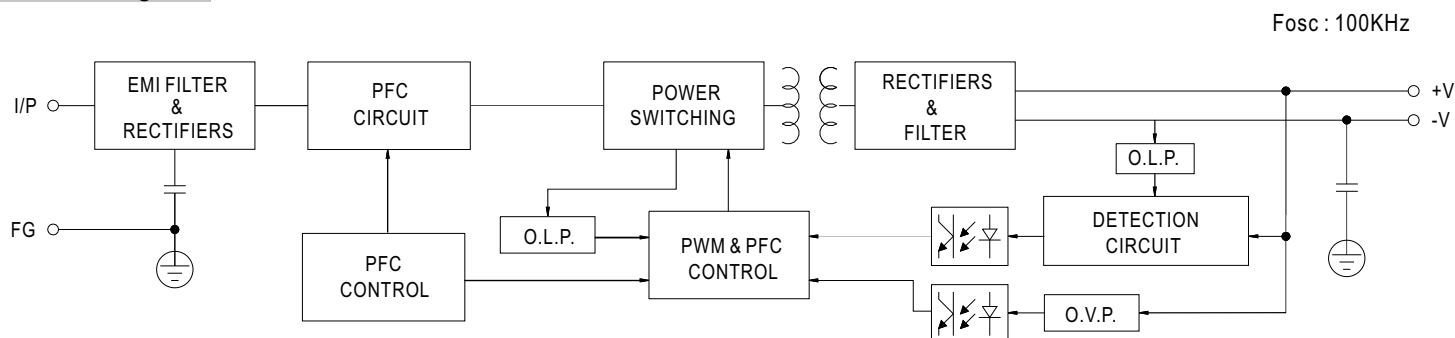 Fosc : 100KHz
I/P
EMI FILTER
&
RECTIFIERS
PFC
CIRCUIT
POWER
SWITCHING
RECTIFIERS
&
FILTER
+V
-V
O.L.P.
FG
O.L.P.
PFC
CONTROL
PWM & PFC
CONTROL
DETECTION
CIRCUIT
O.V.P.